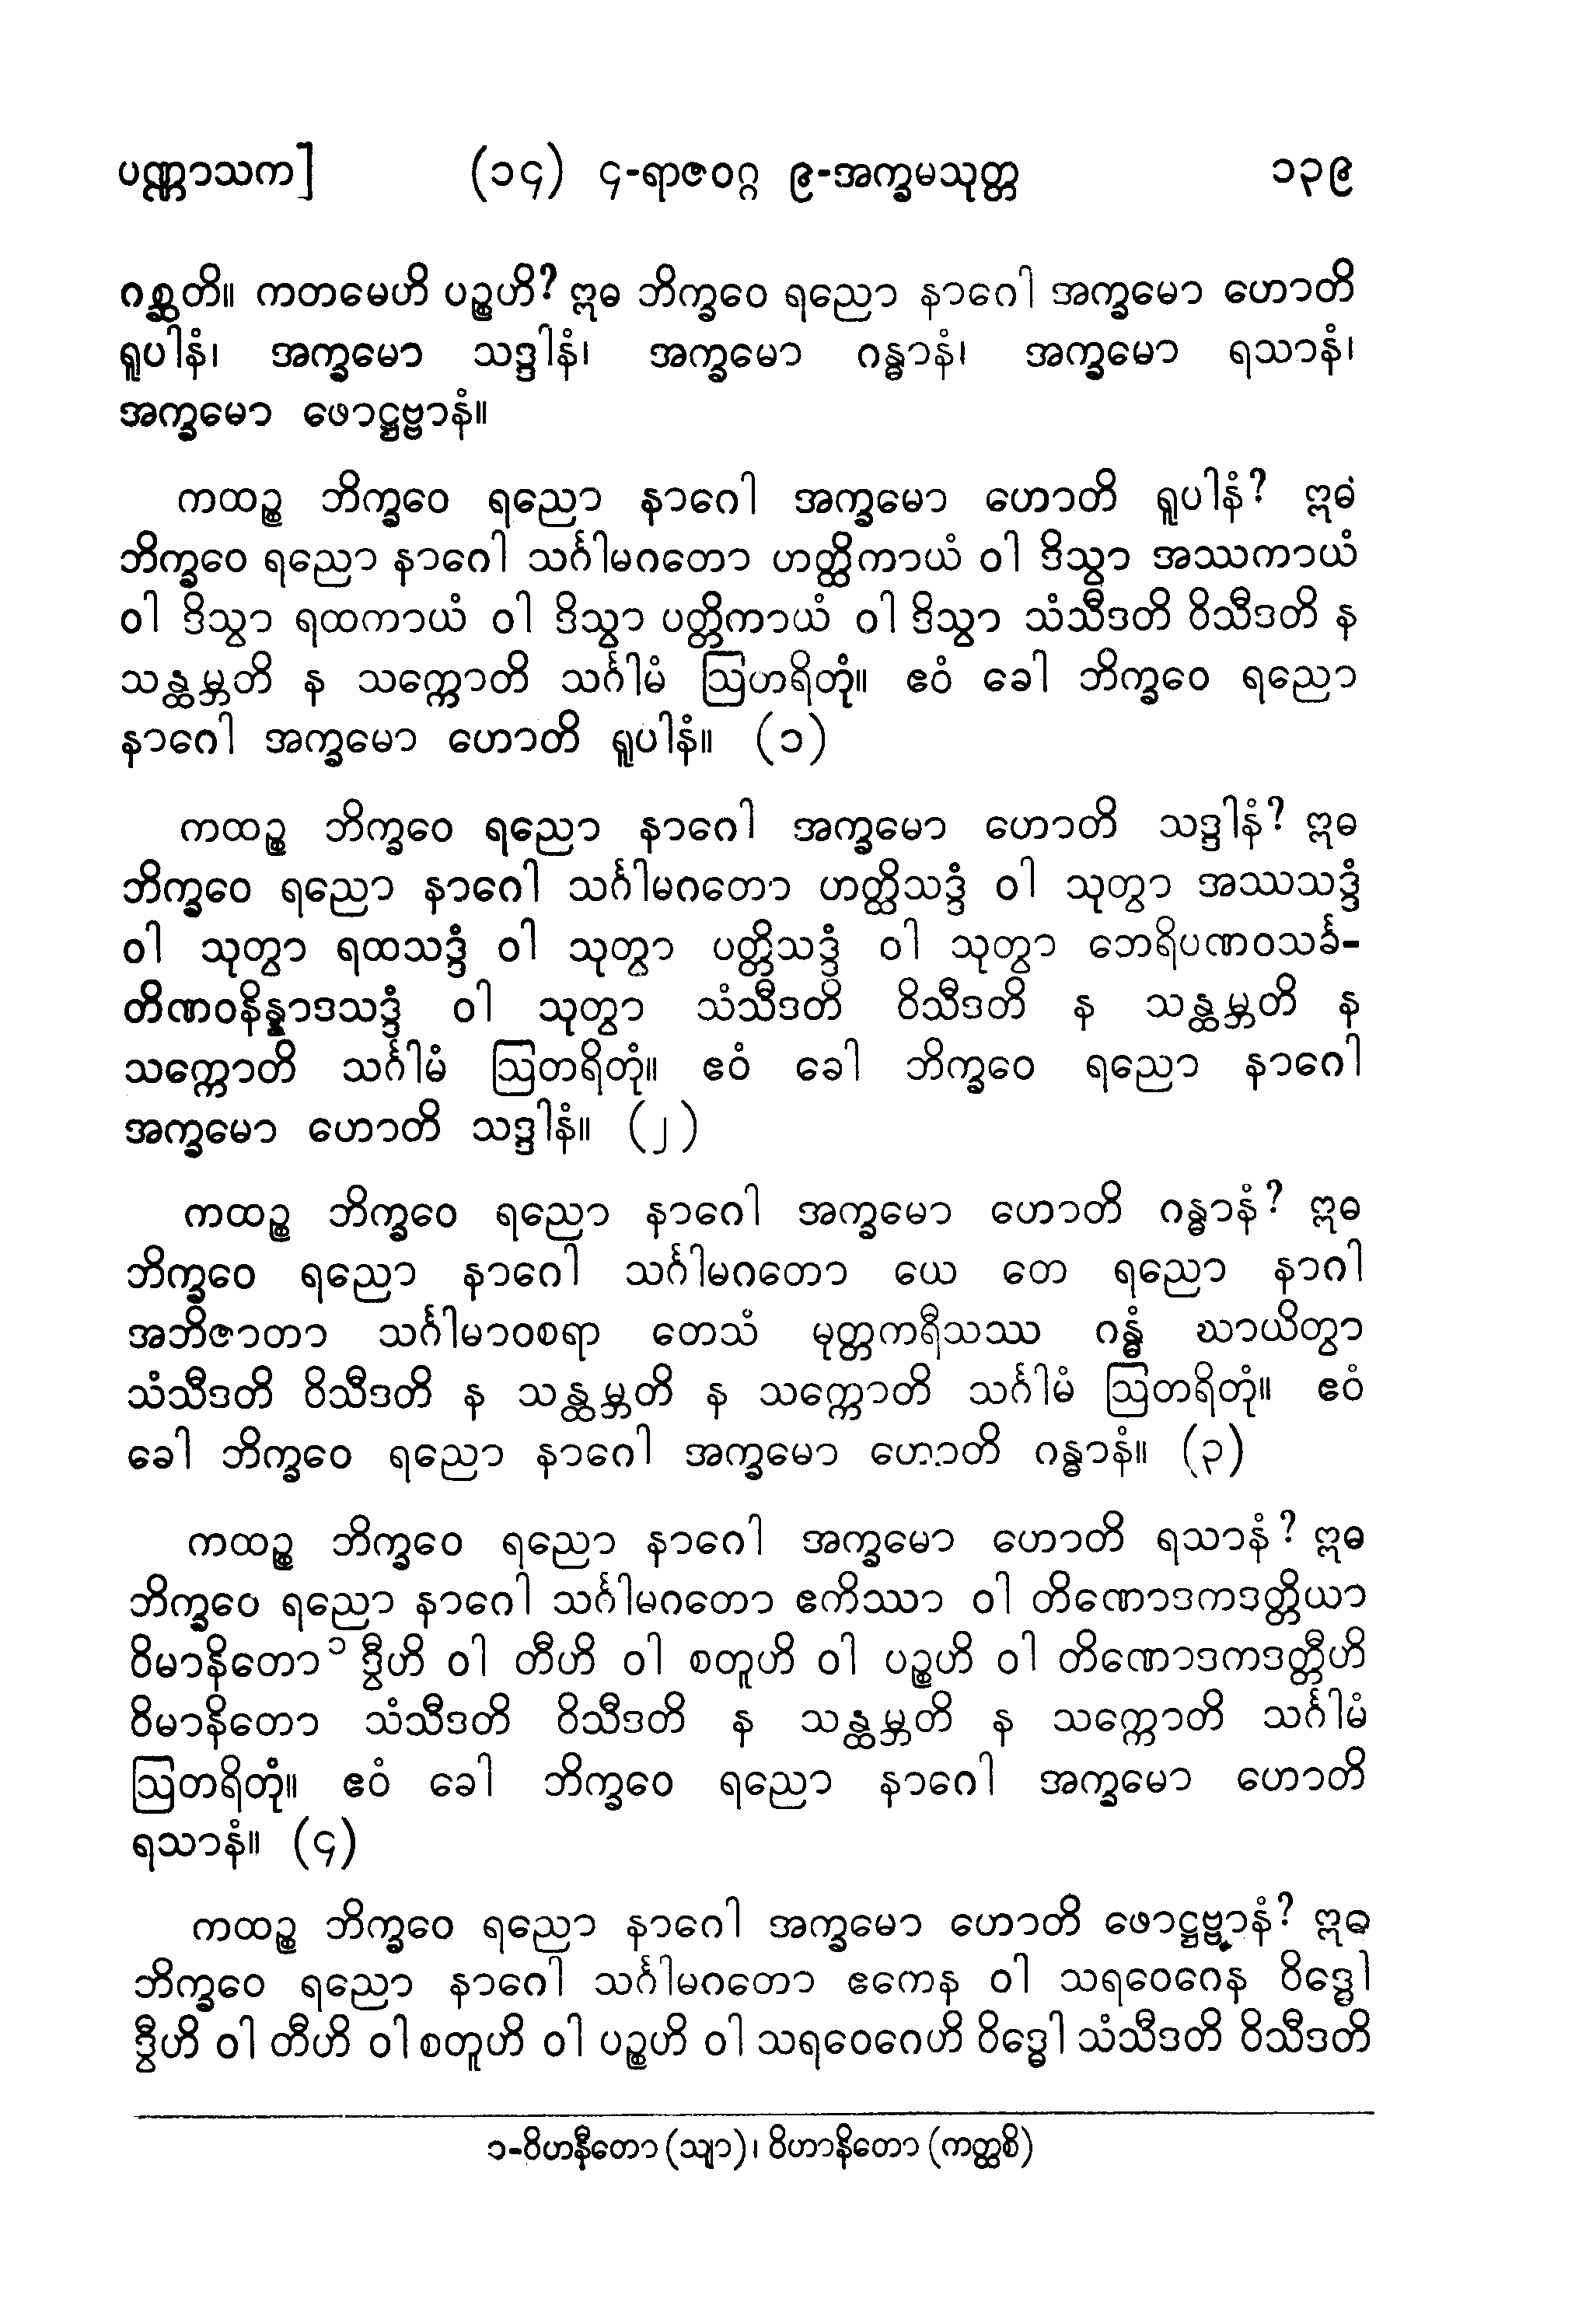 ပဏ္ဏာသက] (၁၄) ၄-ရာဇဝဂ္ဂ ၉-အက္ခမသုတ္တ ၁၃၉
ဂစ္ဆတိ။ ကတမေဟိ ပဉ္စဟိ? ဣဓ ဘိက္ခဝေ ရညော နာဂေါ အက္ခမော ဟောတိ
ရူပါနံ၊ အက္ခမော သဒ္ဒါနံ၊ အက္ခမော ဂန္ဓာနံ၊ အက္ခမော ရသာနံ၊
အက္ခမော ဖောဋ္ဌဗ္ဗာနံ။
ကထဉ္စ ဘိက္ခဝေ ရညော နာဂေါ အက္ခမော ဟောတိ ရူပါနံ? ဣဓ
ဘိက္ခဝေ ရညော နာဂေါ သင်္ဂါမဂတော ဟတ္ထိကာယံ ဝါ ဒိသွာ အဿကာယံ
ဝါ ဒိသွာ ရထကာယံ ဝါ ဒိသွာ ပတ္တိကာယံ ဝါ ဒိသွာ သံသီဒတိ ဝိသီဒတိ န
သန္ထမ္ဘတိ န သက္ကောတိ သင်္ဂါမံ ဩဟရိတုံ။ ဧဝံ ခေါ ဘိက္ခဝေ ရညော
နာဂေါ အက္ခမော ဟောတိ ရူပါနံ။ (၁)
ကထဉ္စ ဘိက္ခဝေ ရညော နာဂေါ အက္ခမော ဟောတိ သဒ္ဒါနံ? ဣဓ
ဘိက္ခဝေ ရညော နာဂေါ သင်္ဂါမဂတော ဟတ္ထိသဒ္ဒံ ဝါ သုတွာ အဿသဒ္ဒံ
ဝါ သုတွာ ရထသဒ္ဒံ ဝါ သုတွာ ပတ္တိသဒ္ဒံ ဝါ သုတွာ ဘေရိပဏဝသင်္ခ-
တိဏဝနိန္နာဒသဒ္ဒံ ဝါ သုတွာ သံသီဒတိ ဝိသီဒတိ န သန္ထမ္ဘတိ န
သက္ကောတိ သင်္ဂါမံ ဩတရိတုံ။ ဧဝံ ခေါ ဘိက္ခဝေ ရညော နာဂေါ
အက္ခမော ဟောတိ သဒ္ဒါနံ။ (၂)
ကထဉ္စ ဘိက္ခဝေ ရညော နာဂေါ အက္ခမော ဟောတိ ဂန္ဓာနံ? ဣဓ
ဘိက္ခဝေ ရညော နာဂေါ သင်္ဂါမဂတော ယေ တေ ရညော နာဂါ
အဘိဇာတာ သင်္ဂါမာဝစရာ တေသံ မုတ္တကရီသဿ ဂန္ဓံ ဃာယိတွာ
သံသီဒတိ ဝိသီဒတိ န သန္ထမ္ဘတိ န သက္ကောတိ သင်္ဂါမံ ဩတရိတုံ။ ဧဝံ
ခေါ ဘိက္ခဝေ ရညော နာဂေါ အက္ခမော ဟောတိ ဂန္ဓာနံ။ (၃)
ကထဉ္စ ဘိက္ခဝေ ရညော နာဂေါ အက္ခမော ဟောတိ ရသာနံ? ဣဓ
ဘိက္ခဝေ ရညော နာဂေါ သင်္ဂါမဂတော ဧကိဿာ ဝါ တိဏောဒကဒတ္တိယာ
ဝိမာနိတော ၁ ဒွီဟိ ဝါ တီဟိ ဝါ စတူဟိ ဝါ ပဉ္စဟိ ဝါ တိဏောဒကဒတ္တီဟိ
ဝိမာနိတော သံသီဒတိ ဝိသီဒတိ န သန္ထမ္ဘတိ န သက္ကောတိ သင်္ဂါမံ
ဩတရိတုံ။ ဧဝံ ခေါ ဘိက္ခဝေ ရညော နာဂေါ အက္ခမော ဟောတိ
ရသာနံ။ (၄)
ကထဉ္စ ဘိက္ခဝေ ရညော နာဂေါ အက္ခမော ဟောတိ ဖောဋ္ဌဗ္ဗာနံ? ဣဓ
ဘိက္ခဝေ ရညော နာဂေါ သင်္ဂါမဂတော ဧကေန ဝါ သရဝေဂေန ဝိဒ္ဓေါ
ဒွီဟိ ဝါ တီဟိ ဝါ စတူဟိ ဝါ ပဉ္စဟိ ဝါ သရဝေဂေဟိ ဝိဒ္ဓေါ သံသီဒတိ ဝိသီဒတိ
၁-ဝိဟနီတော (သျာ)၊ ဝိဟာနိတော (ကတ္ထစိ)